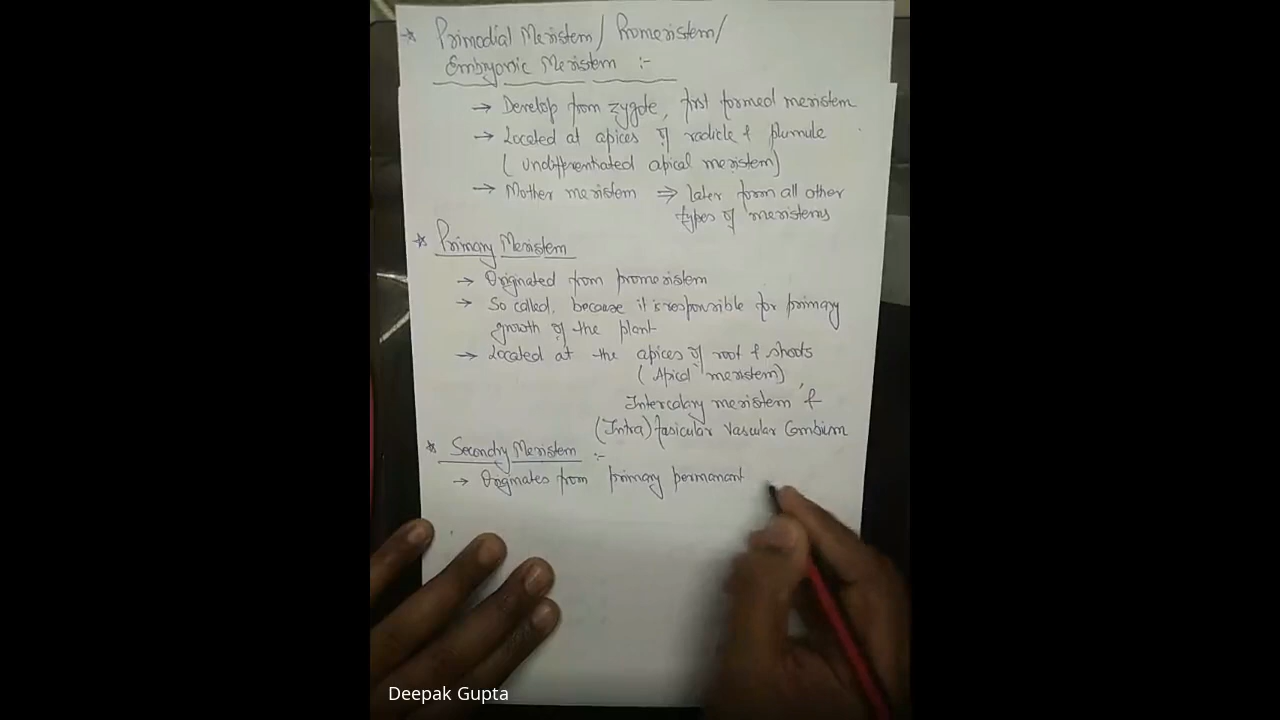 * Primodial Meristem / Promeristem /
Embryonic Meristem :-
→ Develop from zygote, first formed meristem
→ Located at apices of radicle & plumule
( undifferentiated apical meristem)
→ Mother meristem ⇒ later form all other
types of meristems
* Primary Meristem
→ Originated from promeristem
→ So called, because it is responsible for primary
growth of the plant
→ Located at the apices of root & shoots
( Apical meristem) ,
Intercalary meristem &
(Intra) fasicular vascular Cambium
* Secondry Meristem :-
→ Originates from primary permanant
Deepak Gupta